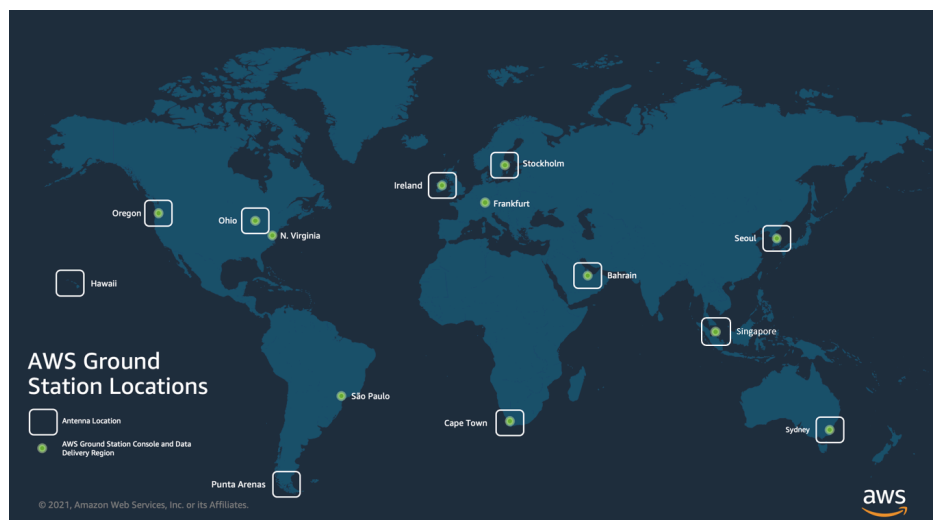 Stockholm
Ireland
Frankfurt
Oregon
Ohio
N. Virginia
Seoul
Bahrain
Hawaii
Singapore
AWS Ground
Station Locations
São Paulo
Antenna Location
Cape Town
Sydney
AWS Ground Station Console and Data
Delivery Region
Punta Arenas
© 2021, Amazon Web Services, Inc. or its Affiliates.
aws